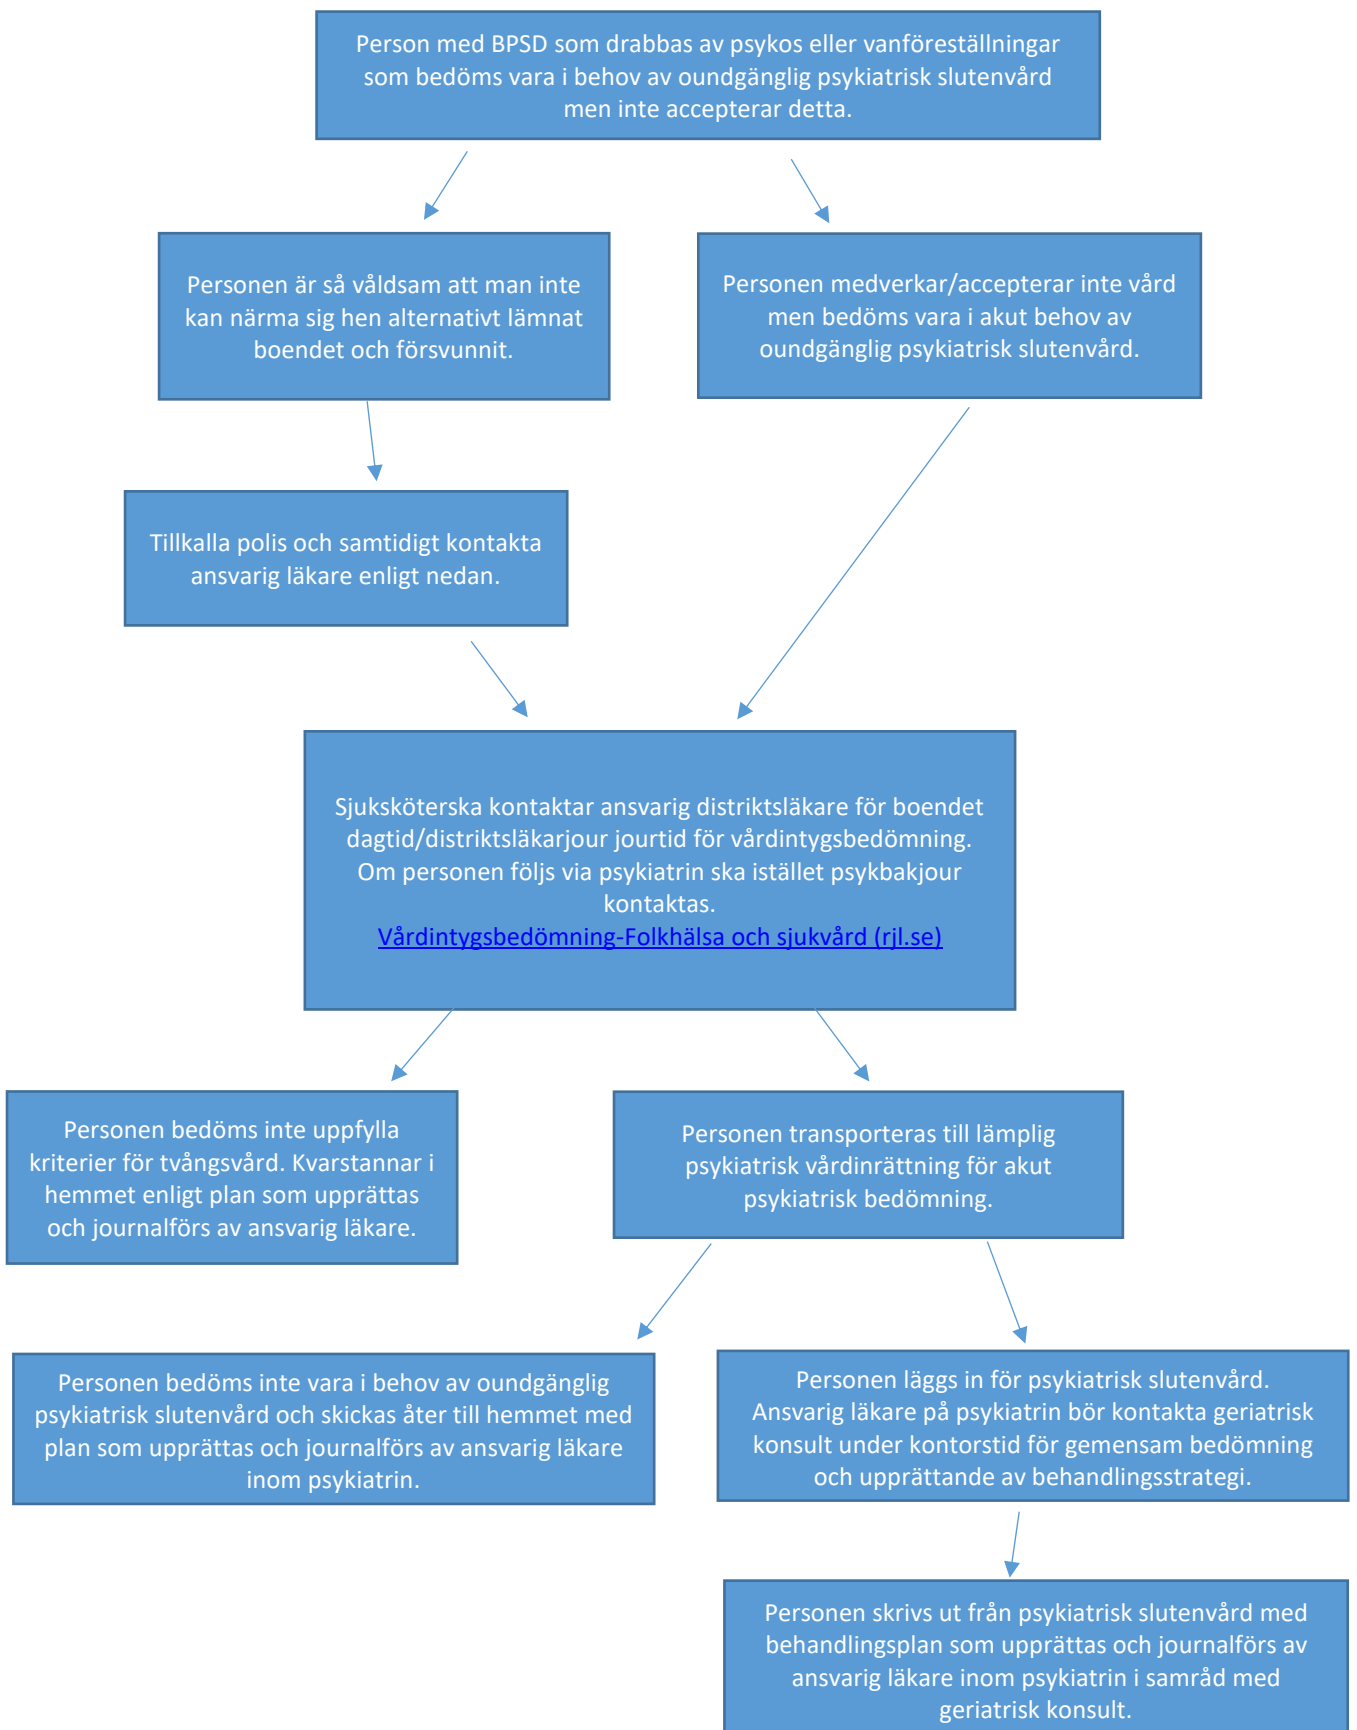 Person med BPSD som drabbas av psykos eller vanföreställningar
som bedöms vara i behov av oundgänglig psykiatrisk slutenvård
men inte accepterar detta.
Personen är så våldsam att man inte
kan närma sig hen alternativt lämnat
boendet och försvunnit.
Personen medverkar/accepterar inte vård
men bedöms vara i akut behov av
oundgänglig psykiatrisk slutenvård.
Tillkalla polis och samtidigt kontakta
ansvarig läkare enligt nedan.
Sjuksköterska kontaktar ansvarig distriktsläkare för boendet
dagtid/distriktsläkarjour jourtid för vårdintygsbedömning.
Om personen följs via psykiatrin ska istället psykbakjour
kontaktas.
Vårdintygsbedömning-Folkhälsa och sjukvård (rjl.se)
Personen bedöms inte uppfylla
kriterier för tvångsvård. Kvarstannar i
hemmet enligt plan som upprättas
och journalförs av ansvarig läkare.
Personen transporteras till lämplig
psykiatrisk vårdinrättning för akut
psykiatrisk bedömning.
Personen bedöms inte vara i behov av oundgänglig
psykiatrisk slutenvård och skickas åter till hemmet med
plan som upprättas och journalförs av ansvarig läkare
inom psykiatrin.
Personen läggs in för psykiatrisk slutenvård.
Ansvarig läkare på psykiatrin bör kontakta geriatrisk
konsult under kontorstid för gemensam bedömning
och upprättande av behandlingsstrategi.
Personen skrivs ut från psykiatrisk slutenvård med
behandlingsplan som upprättas och journalförs av
ansvarig läkare inom psykiatrin i samråd med
geriatrisk konsult.